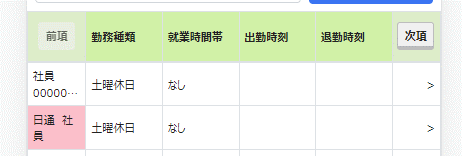 前項 勤務種類 就業時間帯 出勤時刻 退勤時刻 次項
社員
00000… 土曜休日 なし >
日通 社
員 土曜休日 なし >